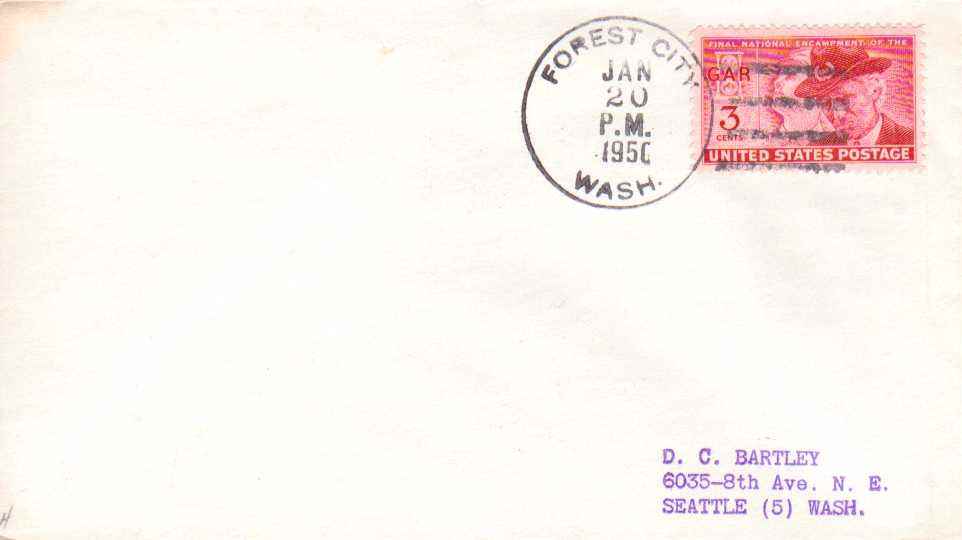 FOREST CITY
JAN
20
P.M.
1950
WASH.
FINAL NATIONAL ENCAMPMENT OF THE
GAR
3
CENTS
UNITED STATES POSTAGE
D. C. BARTLEY
6035-8th Ave. N. E.
SEATTLE (5) WASH.